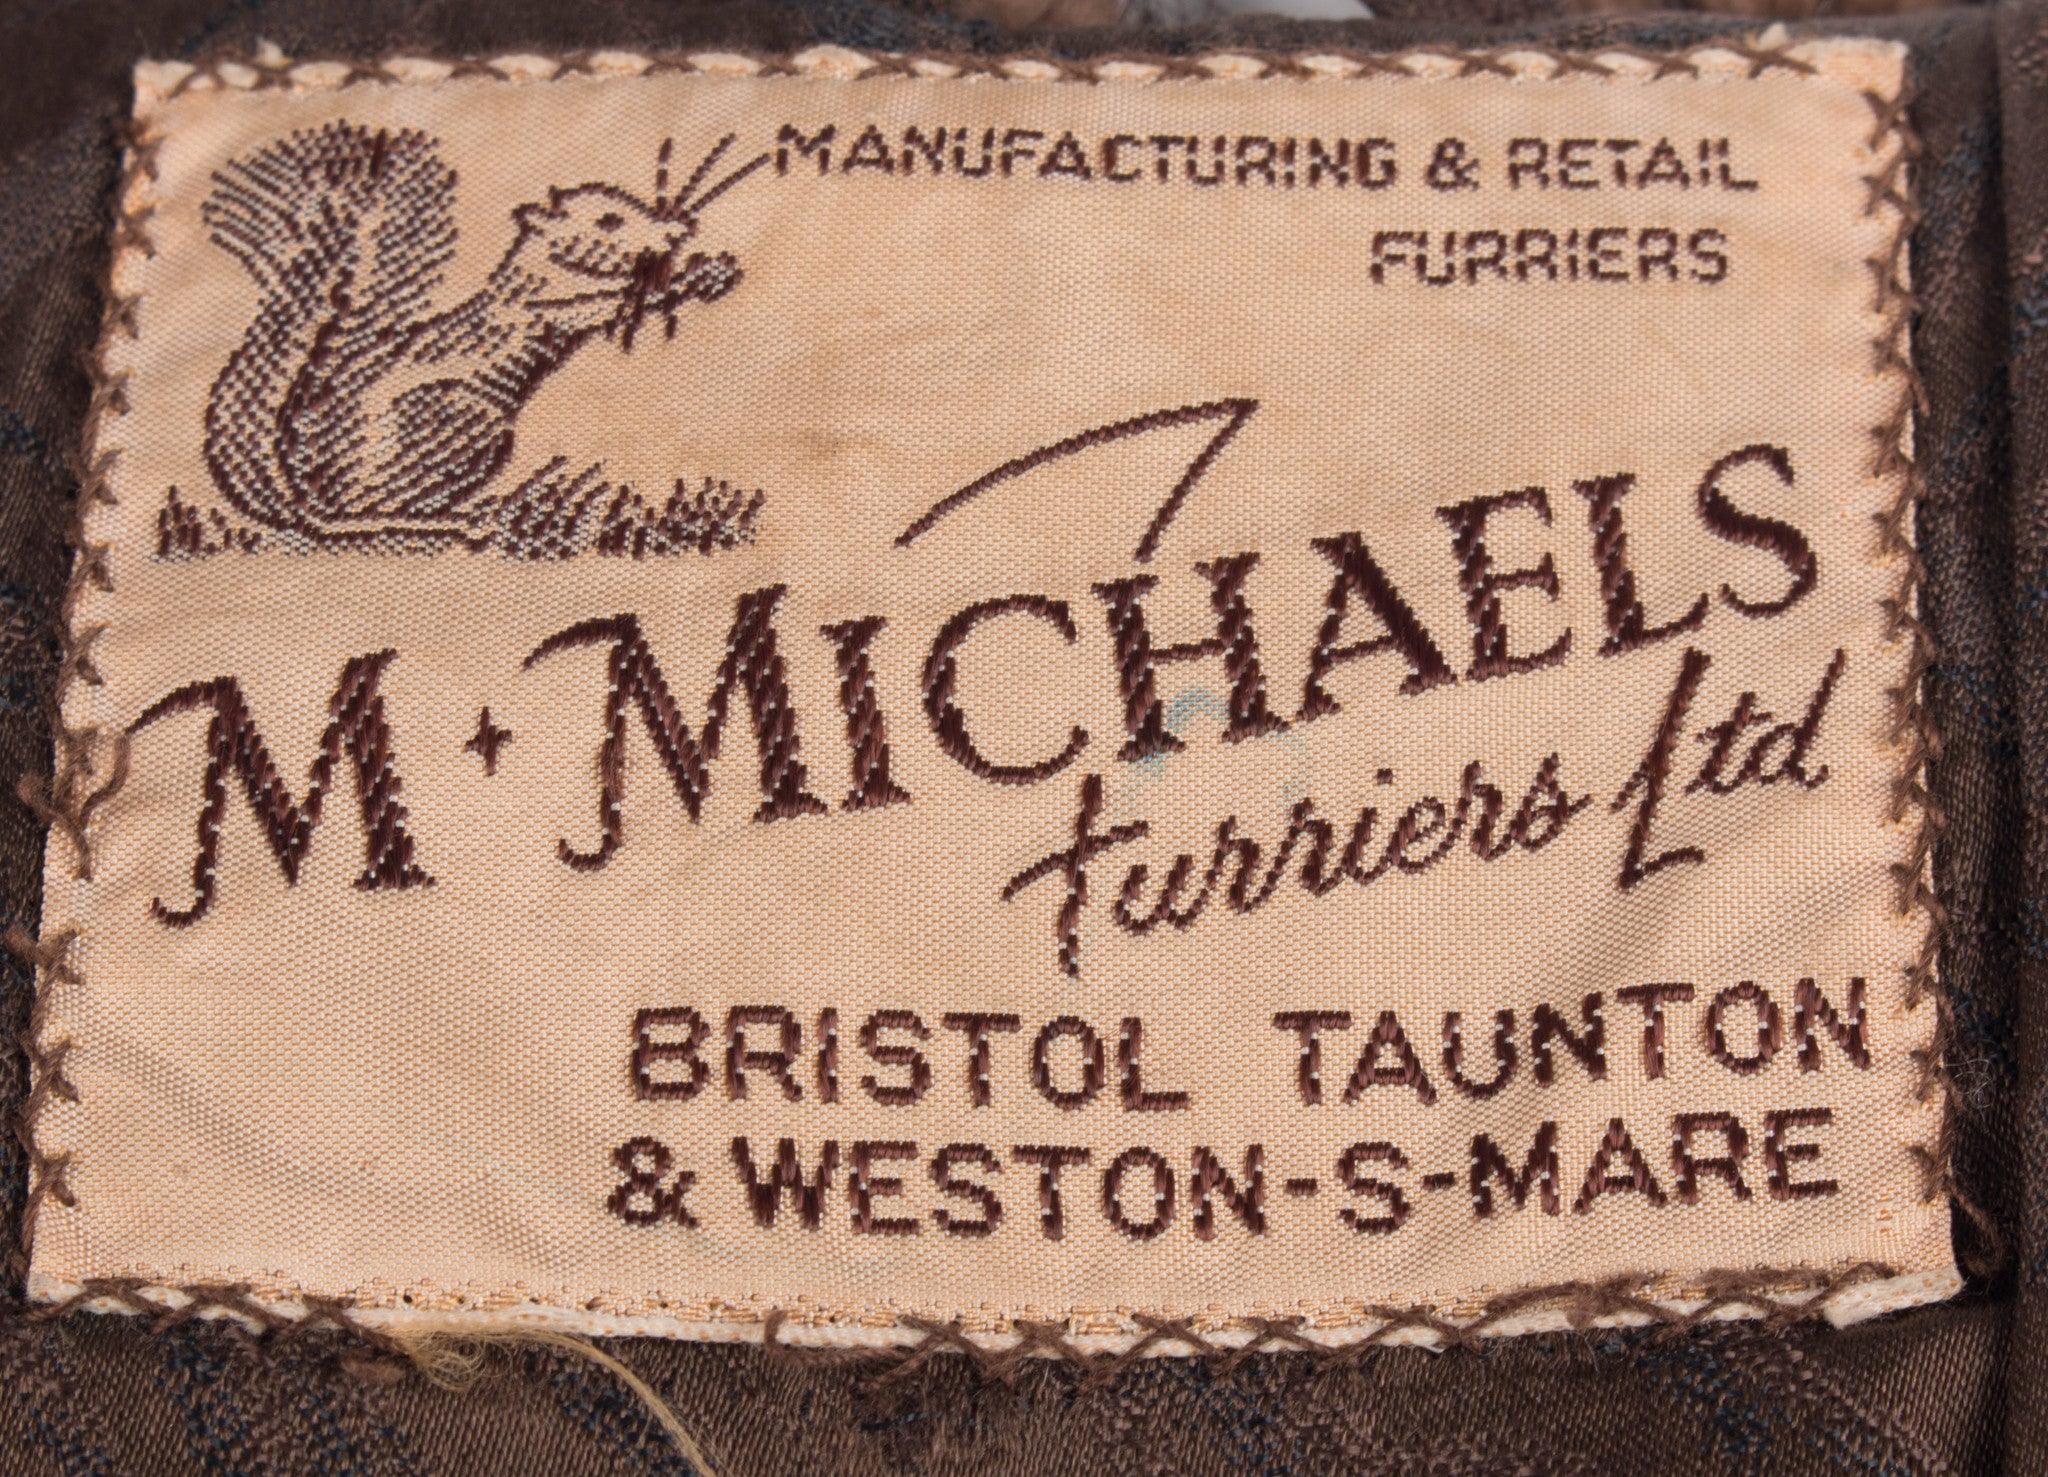 MANUFACTURING & RETAIL
FURRIERS
M · MICHAELS
furriers Ltd
BRISTOL TAUNTON
& WESTON-S-MARE